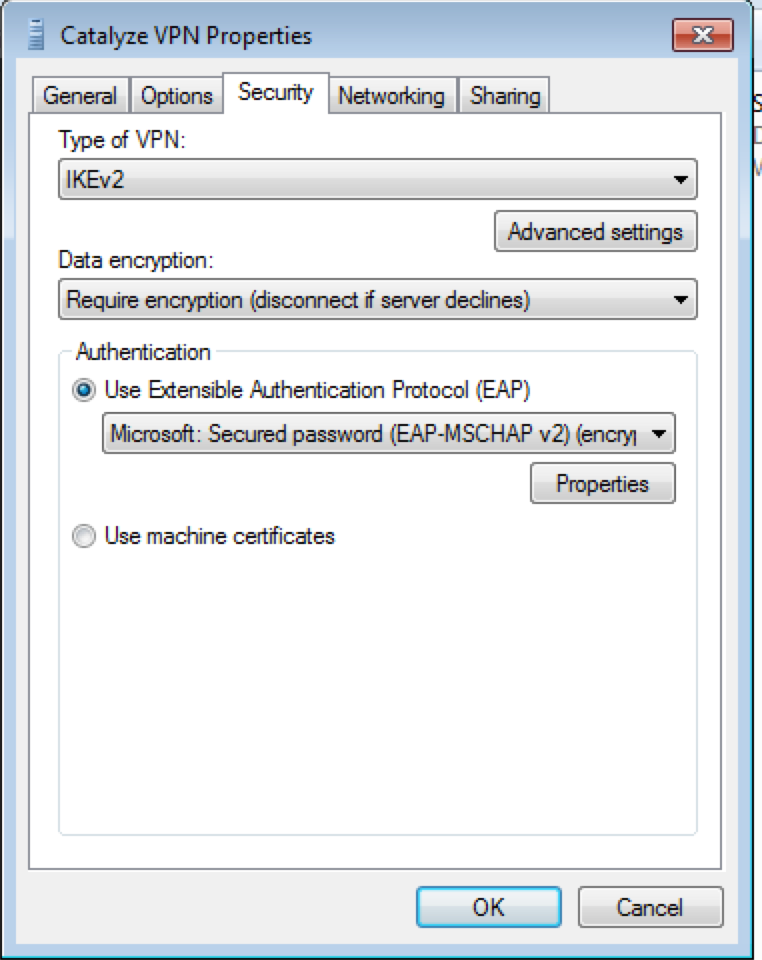 Catalyze VPN Properties
General Options Security Networking Sharing
Type of VPN:
IKEv2
Advanced settings
Data encryption:
Require encryption (disconnect if server declines)
Authentication
Use Extensible Authentication Protocol (EAP)
Microsoft: Secured password (EAP-MSCHAP v2) (encry
Properties
Use machine certificates
OK Cancel